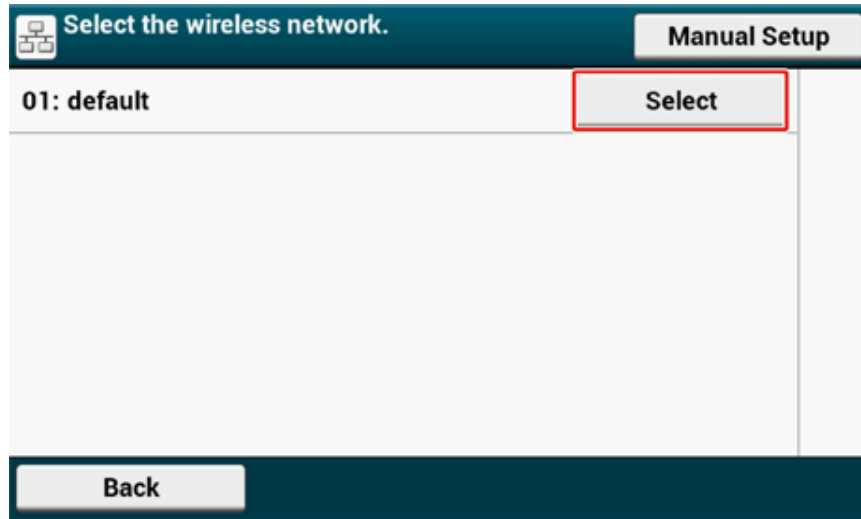 Select the wireless network.
Manual Setup
01: default
Select
Back